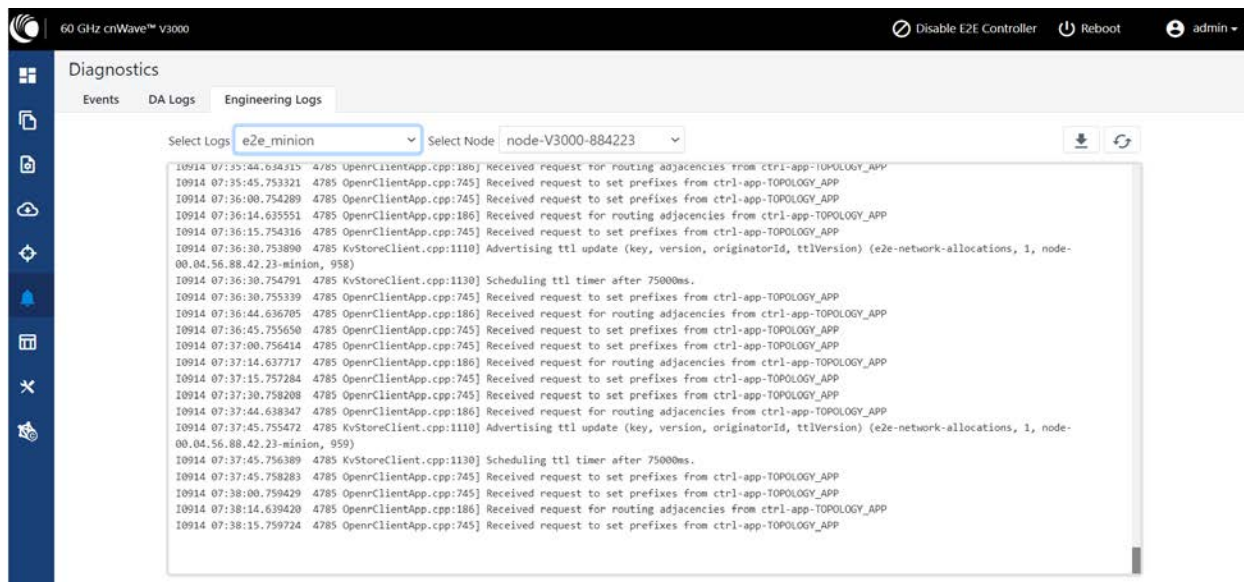 60 GHz cnWave™ V3000
Disable E2E Controller
Reboot
admin
Diagnostics
Events
DA Logs
Engineering Logs
Select Logs
e2e_minion
Select Node
node-V3000-884223
I0914 07:35:44.634315 4785 OpenrClientApp.cpp:186] Received request for routing adjacencies from ctrl-app-TOPOLOGY_APP
I0914 07:35:45.753321 4785 OpenrClientApp.cpp:745] Received request to set prefixes from ctrl-app-TOPOLOGY_APP
I0914 07:36:00.754289 4785 OpenrClientApp.cpp:745] Received request to set prefixes from ctrl-app-TOPOLOGY_APP
I0914 07:36:14.635551 4785 OpenrClientApp.cpp:186] Received request for routing adjacencies from ctrl-app-TOPOLOGY_APP
I0914 07:36:15.754316 4785 OpenrClientApp.cpp:745] Received request to set prefixes from ctrl-app-TOPOLOGY_APP
I0914 07:36:30.753890 4785 KvStoreClient.cpp:1110] Advertising ttl update (key, version, originatorId, ttlVersion) (e2e-network-allocations, 1, node-
00.04.56.88.42.23-minion, 958)
I0914 07:36:30.754791 4785 KvStoreClient.cpp:1130] Scheduling ttl timer after 75000ms.
I0914 07:36:30.755339 4785 OpenrClientApp.cpp:745] Received request to set prefixes from ctrl-app-TOPOLOGY_APP
I0914 07:36:44.636705 4785 OpenrClientApp.cpp:186] Received request for routing adjacencies from ctrl-app-TOPOLOGY_APP
I0914 07:36:45.755650 4785 OpenrClientApp.cpp:745] Received request to set prefixes from ctrl-app-TOPOLOGY_APP
I0914 07:37:00.756414 4785 OpenrClientApp.cpp:745] Received request to set prefixes from ctrl-app-TOPOLOGY_APP
I0914 07:37:14.637717 4785 OpenrClientApp.cpp:186] Received request for routing adjacencies from ctrl-app-TOPOLOGY_APP
I0914 07:37:15.757284 4785 OpenrClientApp.cpp:745] Received request to set prefixes from ctrl-app-TOPOLOGY_APP
I0914 07:37:30.758208 4785 OpenrClientApp.cpp:745] Received request to set prefixes from ctrl-app-TOPOLOGY_APP
I0914 07:37:44.638347 4785 OpenrClientApp.cpp:186] Received request for routing adjacencies from ctrl-app-TOPOLOGY_APP
I0914 07:37:45.755472 4785 KvStoreClient.cpp:1110] Advertising ttl update (key, version, originatorId, ttlVersion) (e2e-network-allocations, 1, node-
00.04.56.88.42.23-minion, 959)
I0914 07:37:45.756389 4785 KvStoreClient.cpp:1130] Scheduling ttl timer after 75000ms.
I0914 07:37:45.758283 4785 OpenrClientApp.cpp:745] Received request to set prefixes from ctrl-app-TOPOLOGY_APP
I0914 07:38:00.759429 4785 OpenrClientApp.cpp:745] Received request to set prefixes from ctrl-app-TOPOLOGY_APP
I0914 07:38:14.639420 4785 OpenrClientApp.cpp:186] Received request for routing adjacencies from ctrl-app-TOPOLOGY_APP
I0914 07:38:15.759724 4785 OpenrClientApp.cpp:745] Received request to set prefixes from ctrl-app-TOPOLOGY_APP